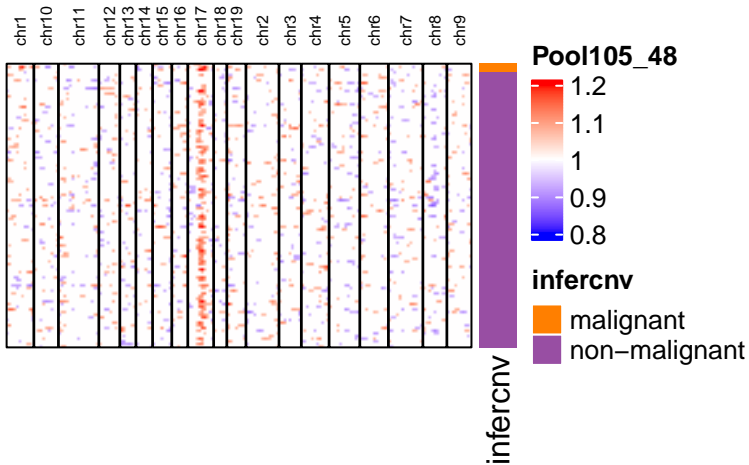 chr1 chr10 chr11 chr12 chr13 chr14 chr15 chr16 chr17 chr18 chr19 chr2 chr3 chr4 chr5 chr6 chr7 chr8 chr9
Pool105_48
1.2
1.1
1
0.9
0.8
infercnv
malignant
non−malignant
infercnv